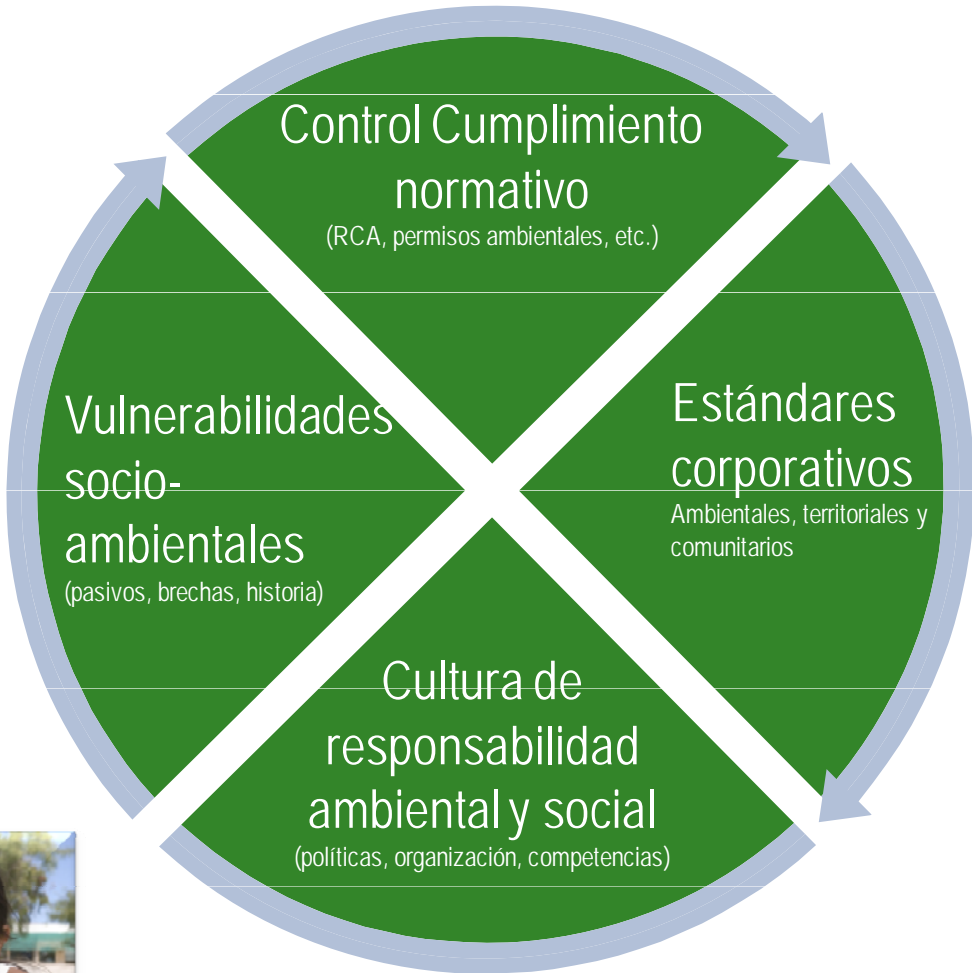 Control Cumplimiento
normativo
(RCA, permisos ambientales, etc.)
Estándares
corporativos
Ambientales, territoriales y
comunitarios
Cultura de
responsabilidad
ambiental y social
(políticas, organización, competencias)
Vulnerabilidades
socio-
ambientales
(pasivos, brechas, historia)